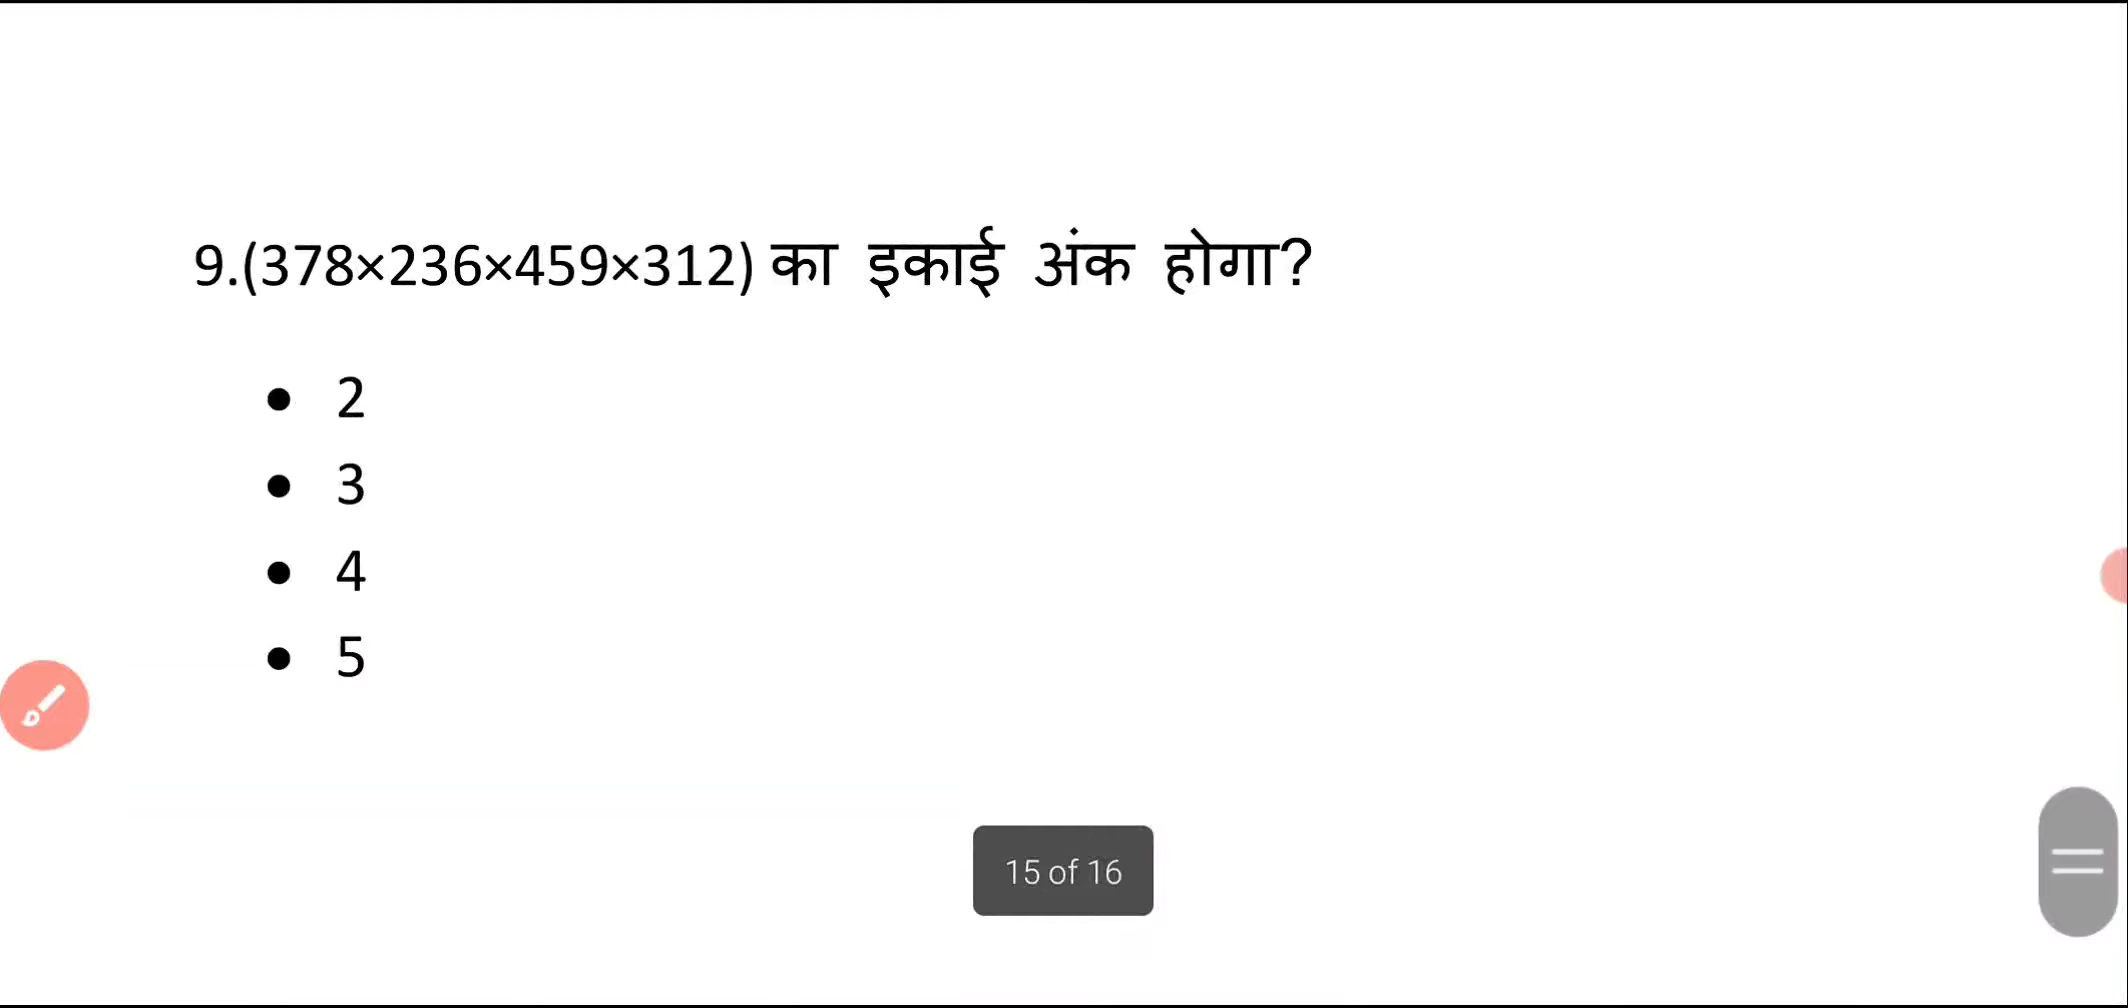 9.(378×236×459×312) का इकाई अंक होगा?
• 2
• 3
• 4
• 5
15 of 16